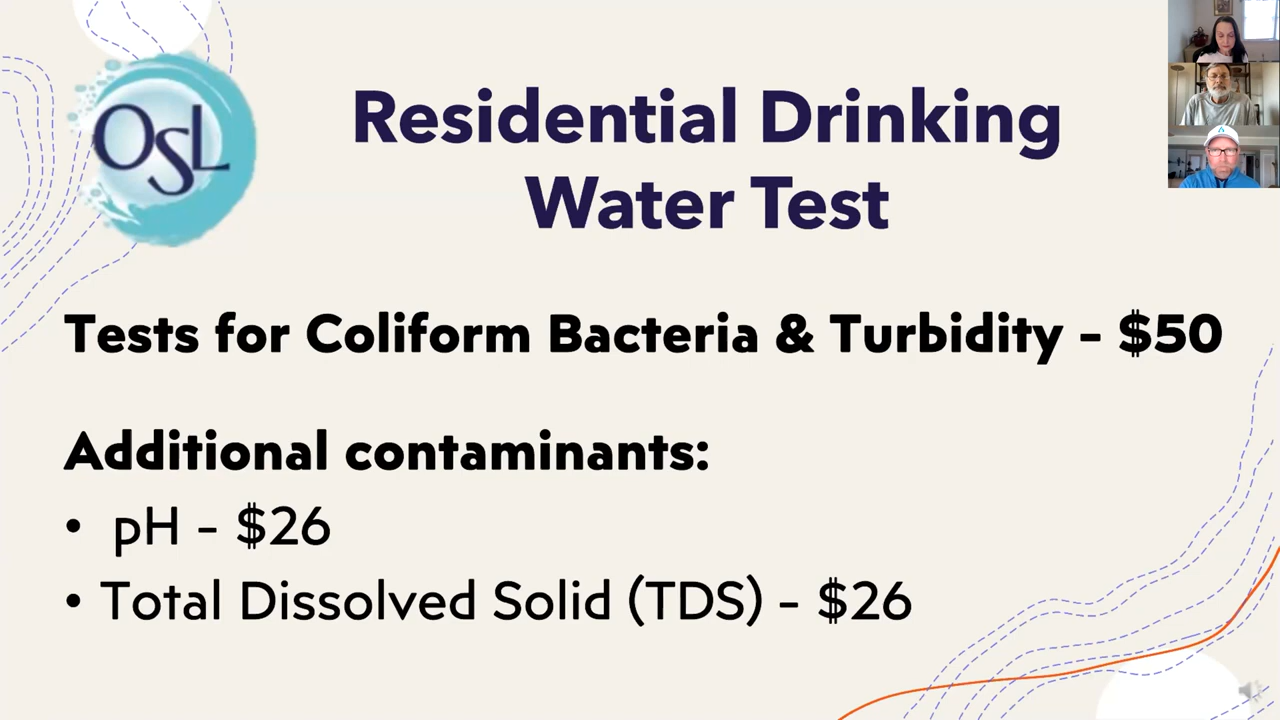 OSL
Residential Drinking
Water Test
Tests for Coliform Bacteria & Turbidity - $50
Additional contaminants:
• pH - $26
• Total Dissolved Solid (TDS) - $26